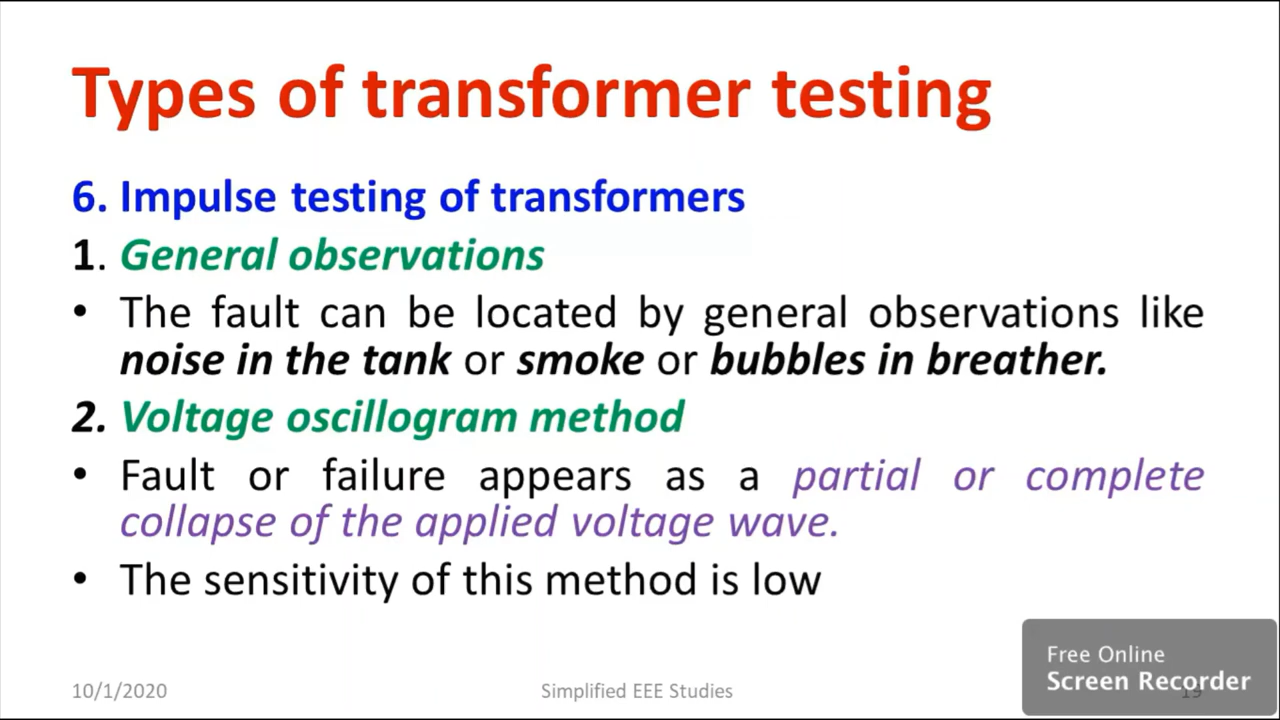 Types of transformer testing
6. Impulse testing of transformers
1. General observations
• The fault can be located by general observations like
noise in the tank or smoke or bubbles in breather.
2. Voltage oscillogram method
• Fault or failure appears as a partial or complete
collapse of the applied voltage wave.
• The sensitivity of this method is low
10/1/2020
Simplified EEE Studies
Free Online
Screen Recorder